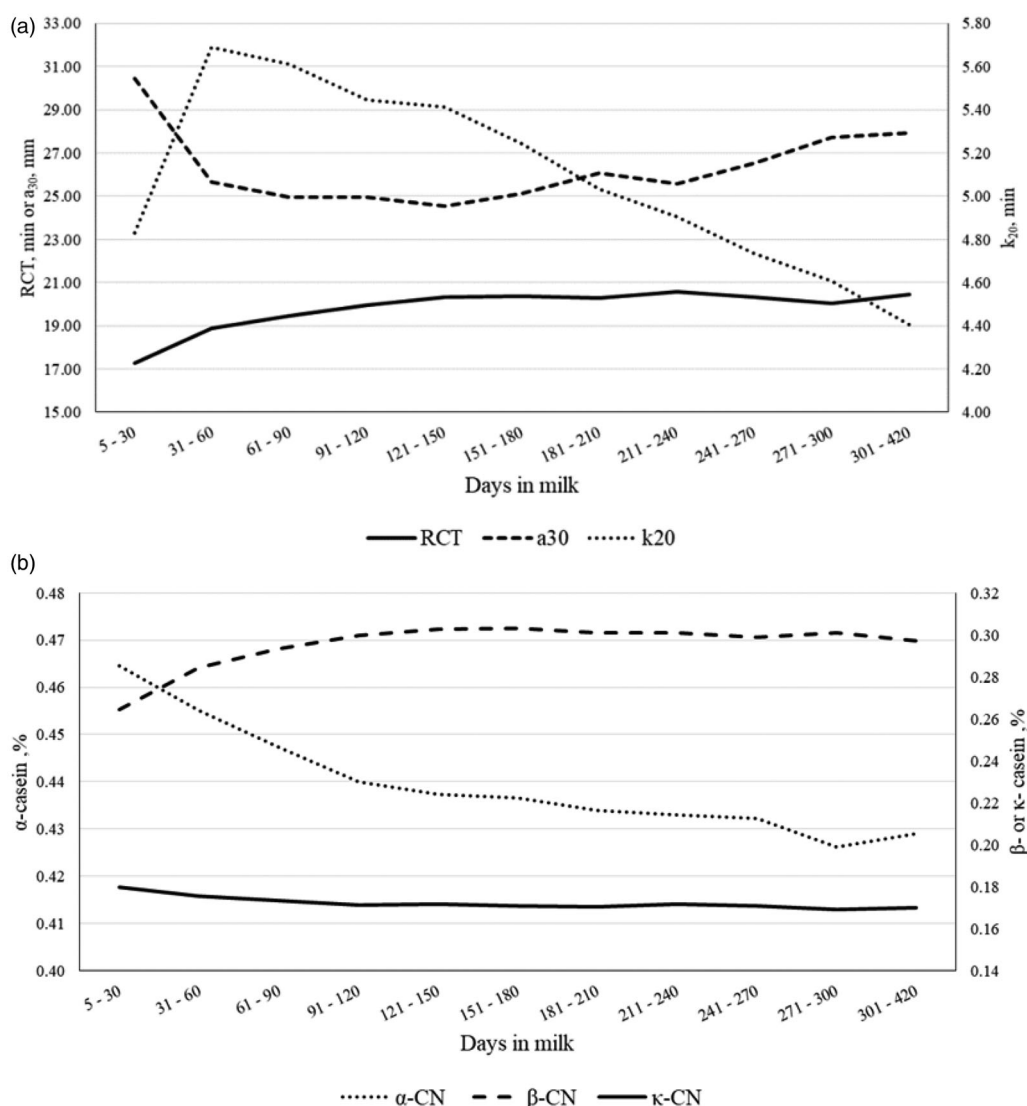 (a)
33.00
31.00
29.00
27.00
25.00
23.00
21.00
19.00
17.00
15.00
RCT, min or a₃₀, mm
5.80
5.60
5.40
5.20
5.00
4.80
4.60
4.40
4.20
4.00
k₂₀, min
5 - 30
31 - 60
61 - 90
91 - 120
121 - 150
151 - 180
181 - 210
211 - 240
241 - 270
271 - 300
301 - 420
Days in milk
RCT a30 k20
(b)
0.48
0.47
0.46
0.45
0.44
0.43
0.42
0.41
0.40
α-casein ,%
0.32
0.30
0.28
0.26
0.24
0.22
0.20
0.18
0.16
0.14
β- or κ- casein ,%
5 - 30
31 - 60
61 - 90
91 - 120
121 - 150
151 - 180
181 - 210
211 - 240
241 - 270
271 - 300
301 - 420
Days in milk
α-CN β-CN κ-CN